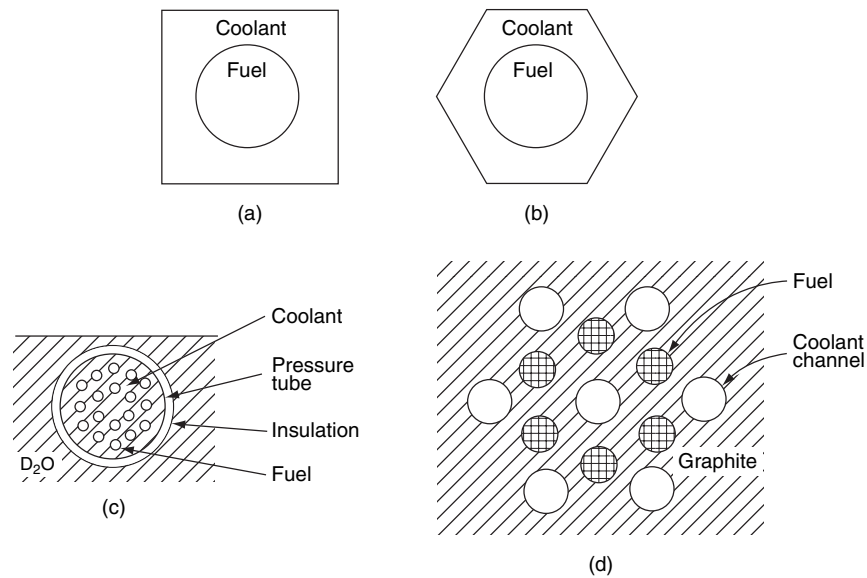 Coolant
Fuel
(a)
Coolant
Fuel
(b)
Coolant
Pressure
tube
Insulation
Fuel
D₂O
(c)
Fuel
Coolant
channel
Graphite
(d)